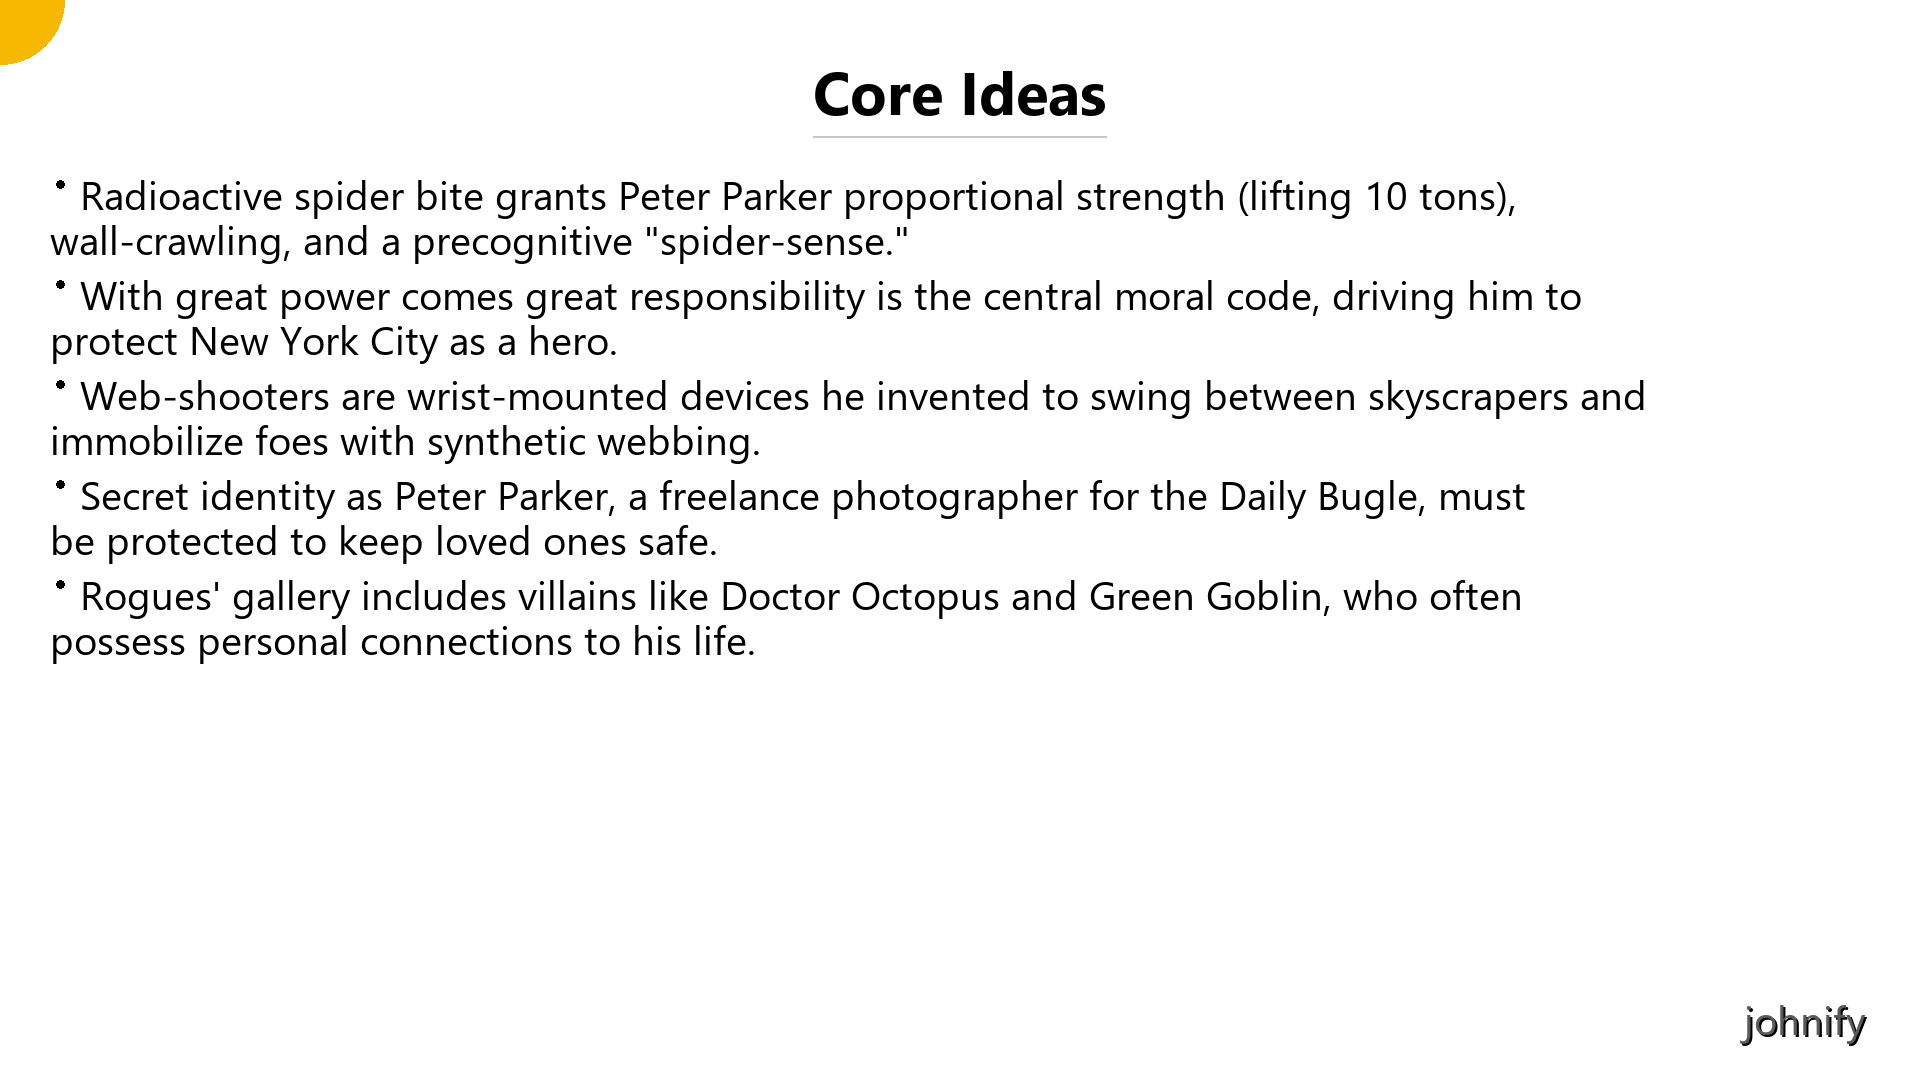 Core Ideas
• Radioactive spider bite grants Peter Parker proportional strength (lifting 10 tons),
wall-crawling, and a precognitive "spider-sense."
• With great power comes great responsibility is the central moral code, driving him to
protect New York City as a hero.
• Web-shooters are wrist-mounted devices he invented to swing between skyscrapers and
immobilize foes with synthetic webbing.
• Secret identity as Peter Parker, a freelance photographer for the Daily Bugle, must
be protected to keep loved ones safe.
• Rogues' gallery includes villains like Doctor Octopus and Green Goblin, who often
possess personal connections to his life.
johnify